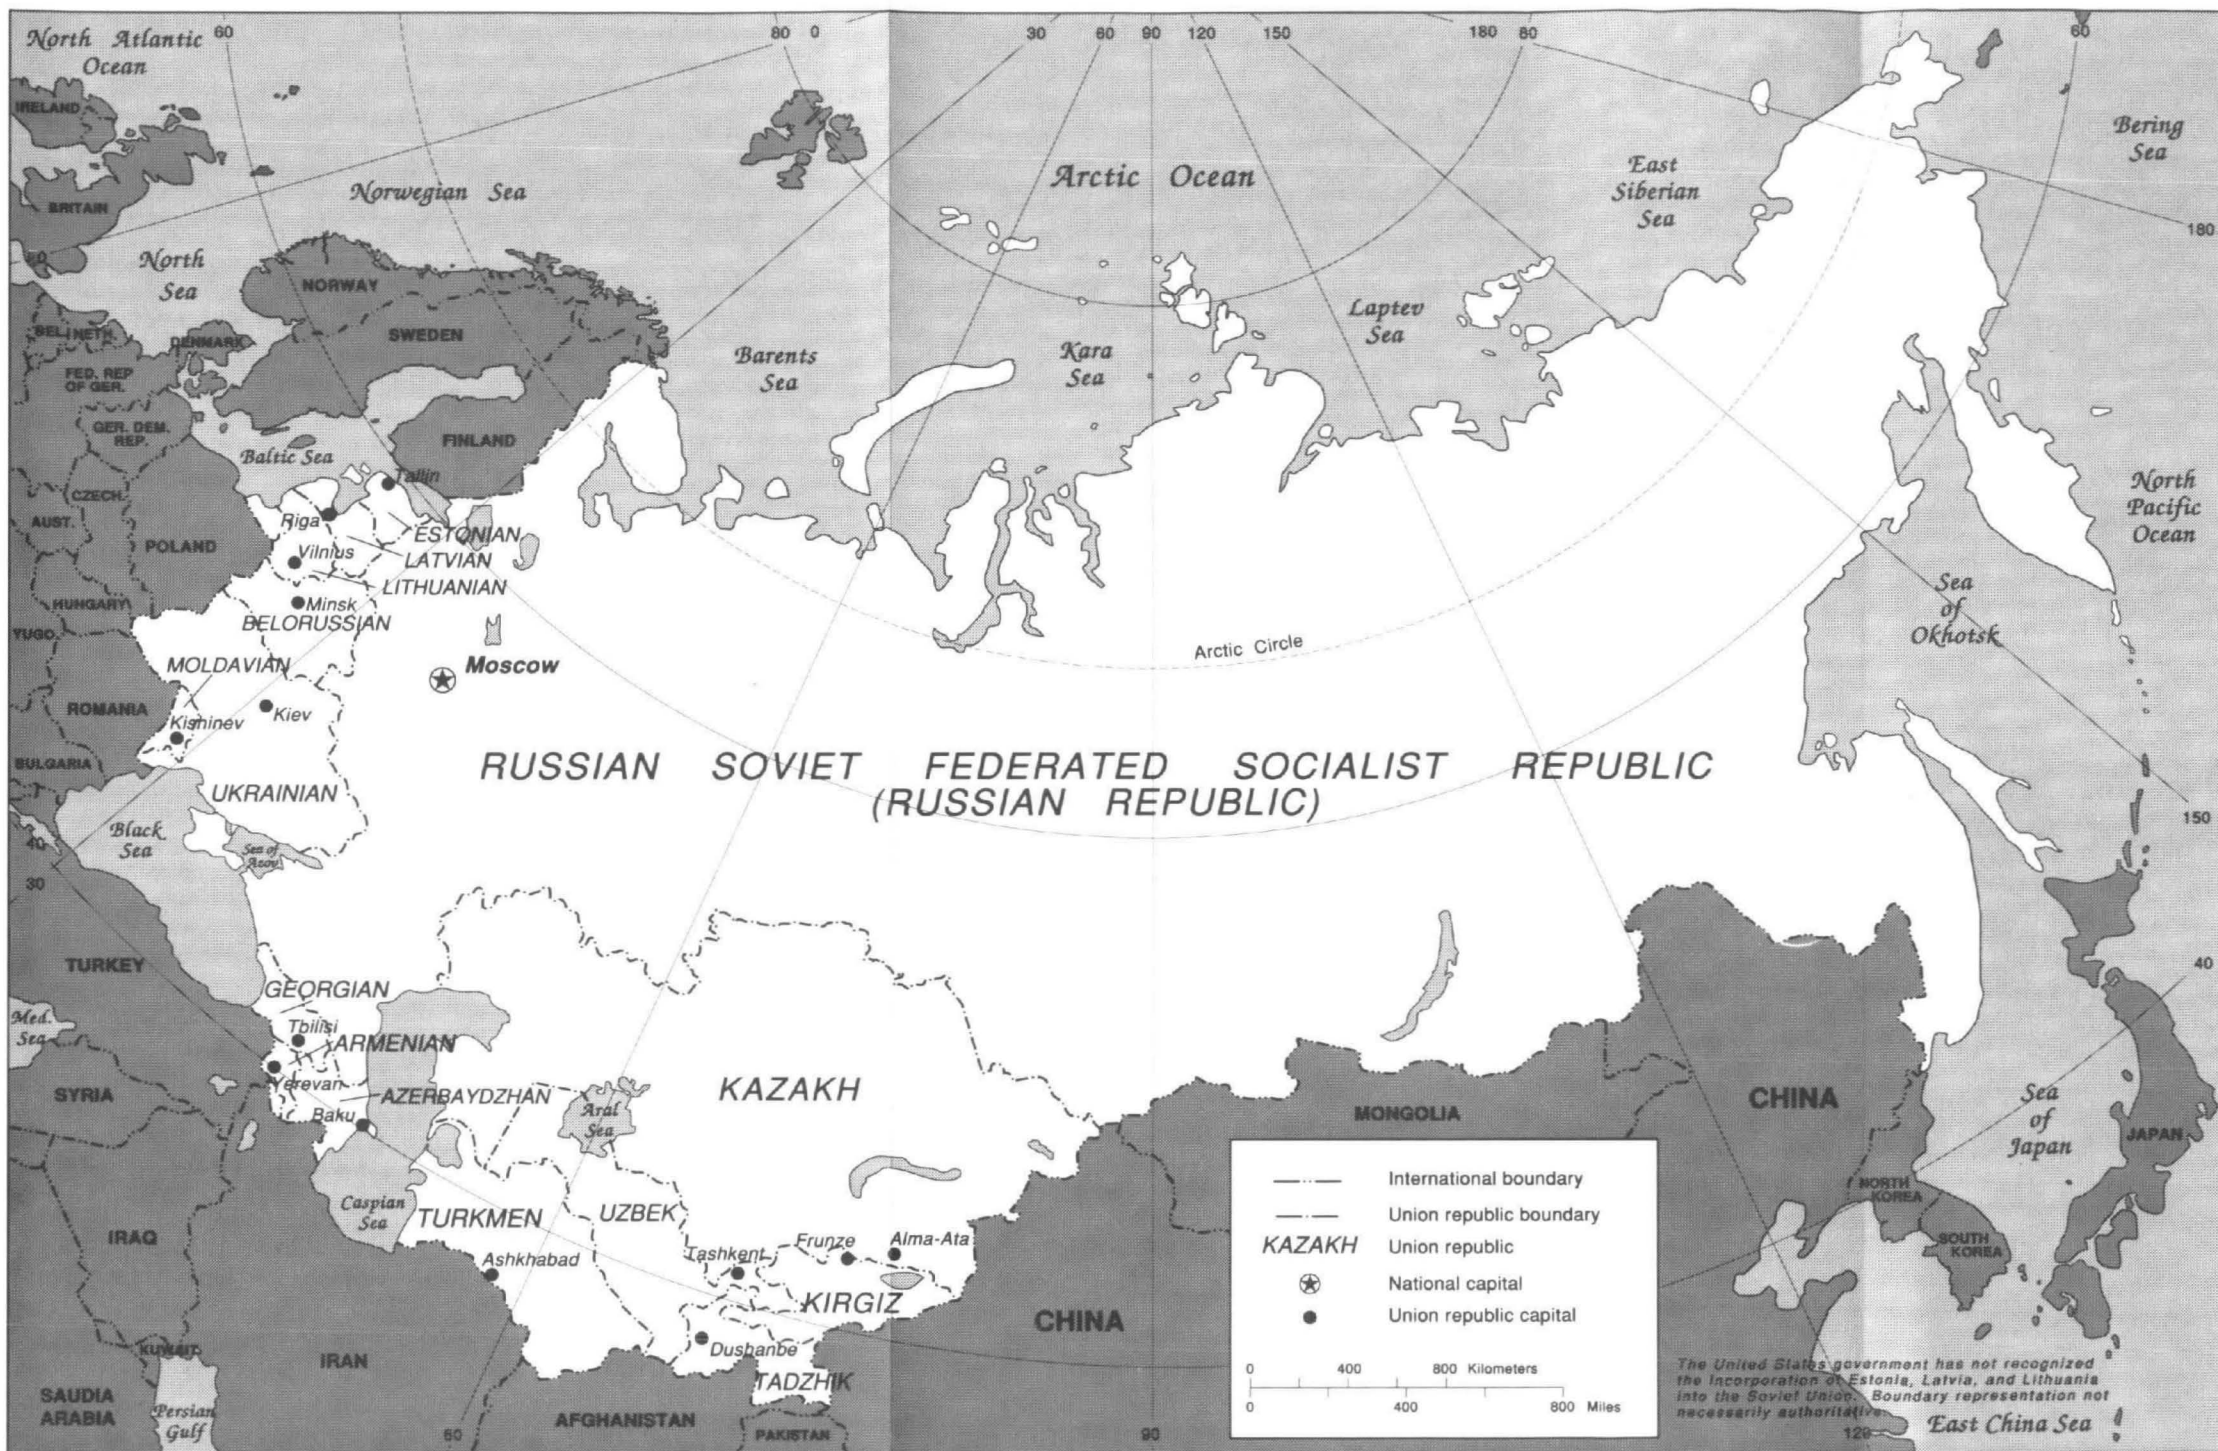 North Atlantic
Ocean
60
80
0
30
60
90
120
150
180
80
60
IRELAND
BRITAIN
Norwegian Sea
North
Sea
Arctic Ocean
East
Siberian
Sea
Bering
Sea
180
NORWAY
SWEDEN
BEL.
NETH.
DENMARK
FED. REP
OF GER.
GER. DEM.
REP.
Barents
Sea
Kara
Sea
Laptev
Sea
FINLAND
Baltic Sea
Tallin
CZECH.
AUST.
POLAND
Riga
ESTONIAN
LATVIAN
Vilnius
LITHUANIAN
Minsk
BELORUSSIAN
HUNGARY
YUGO.
North
Pacific
Ocean
Sea
of
Okhotsk
Arctic Circle
MOLDAVIAN
Moscow
ROMANIA
Kishinev
Kiev
BULGARIA
UKRAINIAN
RUSSIAN SOVIET FEDERATED SOCIALIST REPUBLIC
(RUSSIAN REPUBLIC)
Black
Sea
Sea of
Azov
40
30
150
TURKEY
GEORGIAN
40
Med.
Sea
Tbilisi
ARMENIAN
Yerevan
SYRIA
AZERBAYDZHAN
Baku
Aral
Sea
KAZAKH
MONGOLIA
CHINA
Sea
of
Japan
JAPAN
NORTH
KOREA
SOUTH
KOREA
IRAQ
Caspian
Sea
TURKMEN
UZBEK
Ashkhabad
Tashkent
Frunze
Alma-Ata
KIRGIZ
CHINA
Dushanbe
TADZHIK
KUWAIT
IRAN
SAUDIA
ARABIA
Persian
Gulf
60
AFGHANISTAN
PAKISTAN
90
120
East China Sea
International boundary
Union republic boundary
KAZAKH Union republic
National capital
Union republic capital
0 400 800 Kilometers
0 400 800 Miles
The United States government has not recognized
the incorporation of Estonia, Latvia, and Lithuania
into the Soviet Union. Boundary representation not
necessarily authoritative.